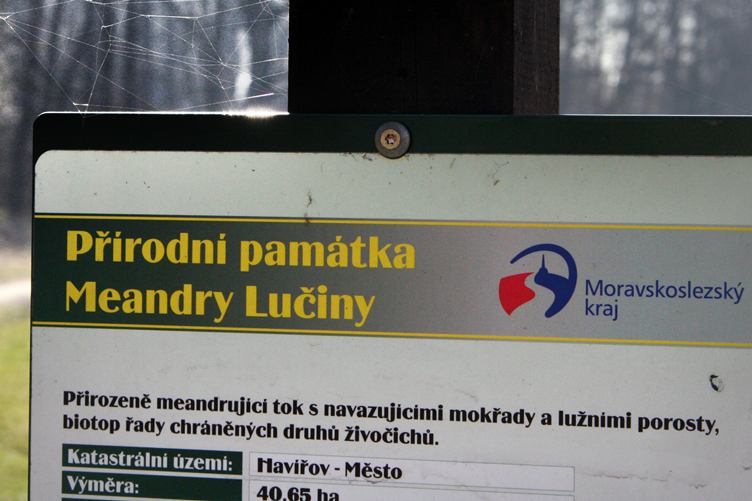 Přírodní památka
Meandry Lučiny
Moravskoslezský
kraj
Přirozeně meandrující tok s navazujícími mokřady a lužními porosty,
biotop řady chráněných druhů živočichů.
Katastrální území: Havířov - Město
Výměra: 40,65 ha